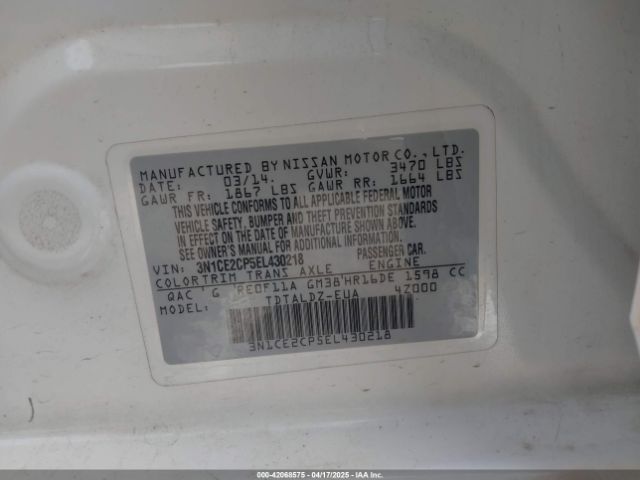 MANUFACTURED BY NISSAN MOTOR CO., LTD.
DATE: 03/14. GVWR: 3470 LBS
GAWR FR: 1867 LBS GAWR RR: 1664 LBS
THIS VEHICLE CONFORMS TO ALL APPLICABLE FEDERAL MOTOR
VEHICLE SAFETY, BUMPER AND THEFT PREVENTION STANDARDS
IN EFFECT ON THE DATE OF MANUFACTURE SHOWN ABOVE.
SEE OWNER'S MANUAL FOR ADDITIONAL INFORMATION.
VIN: 3N1CE2CP5EL430218 PASSENGER CAR.
COLOR TRIM TRANS AXLE ENGINE
QAC G RE0F11A GM38 HR16DE 1598 CC
MODEL: TDTALDZ-EUA 4Z000
3N1CE2CP5EL430218
000-42068575 - 04/17/2025 - IAAI.COM